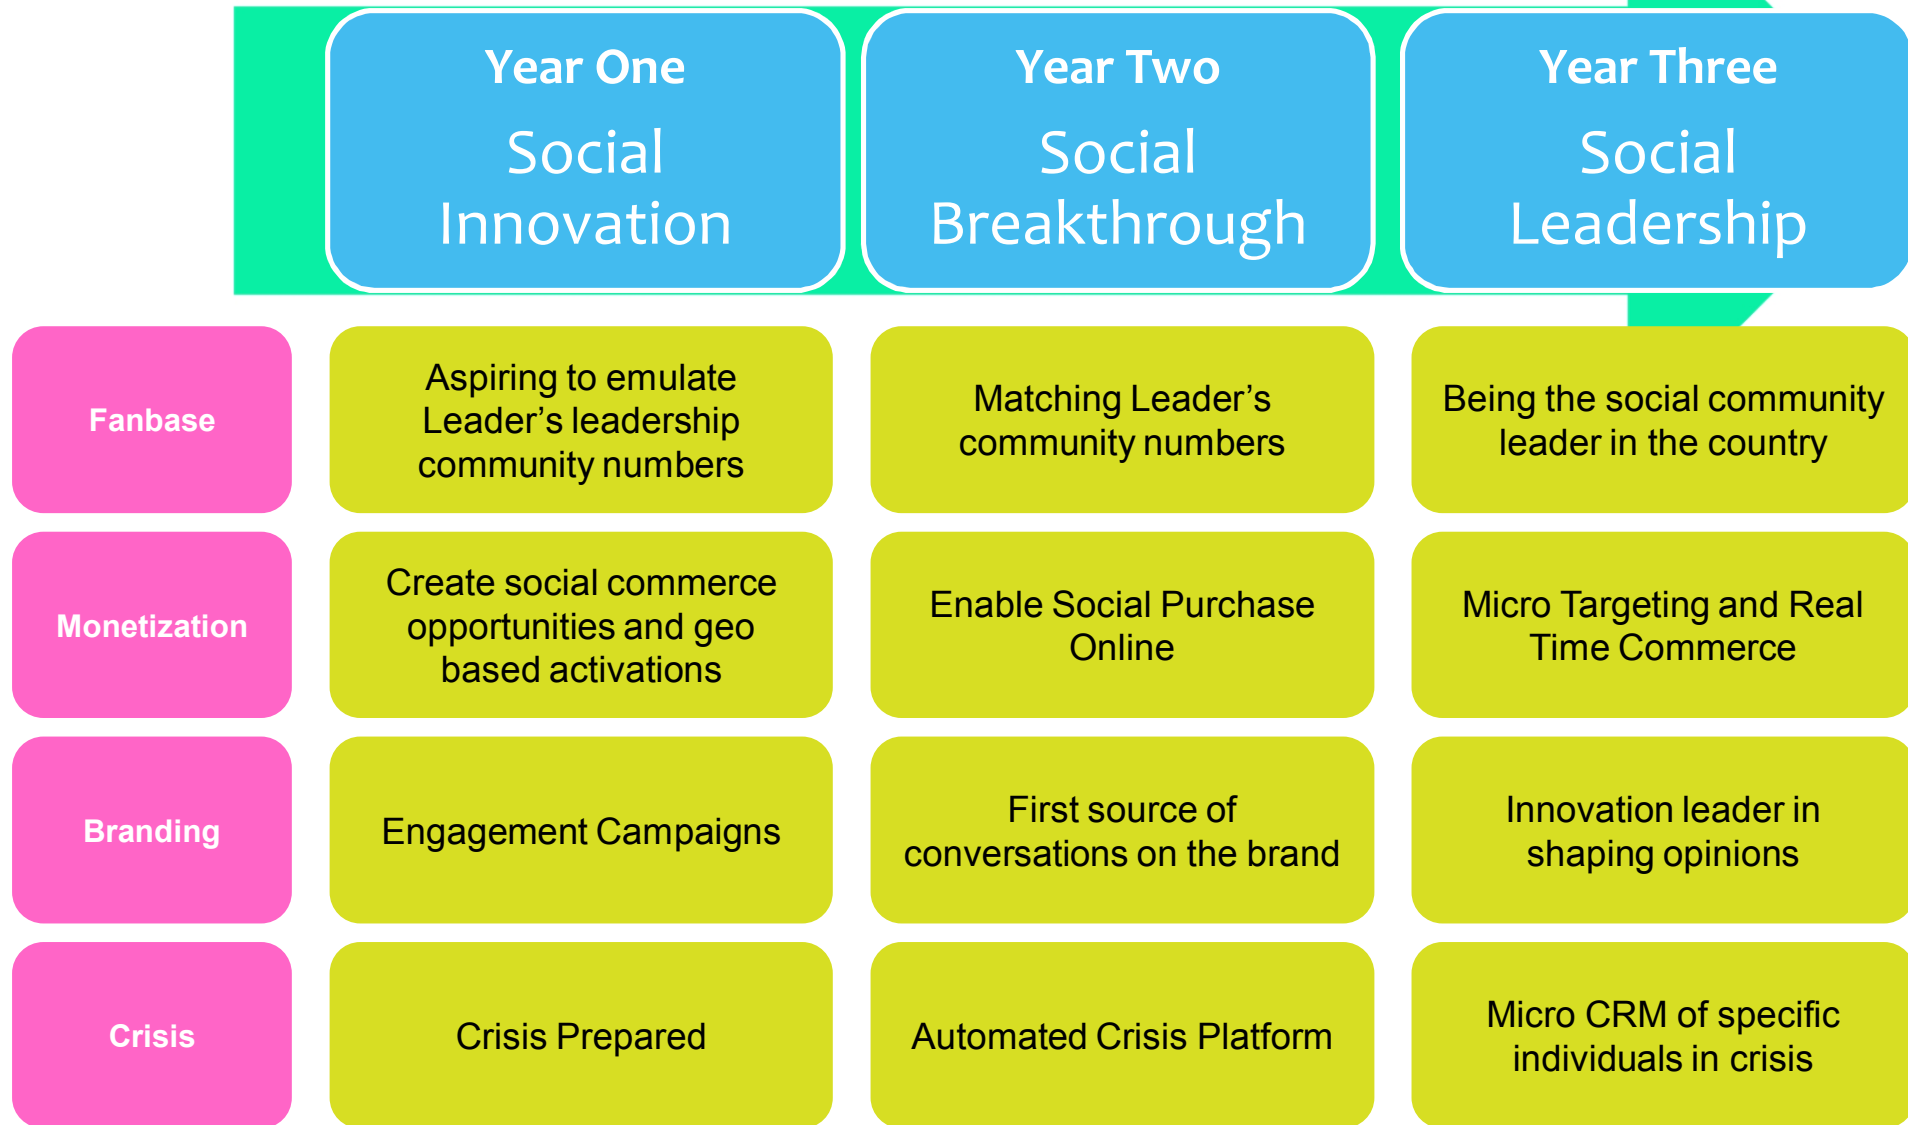 Year One
Social
Innovation
Year Two
Social
Breakthrough
Year Three
Social
Leadership
Fanbase
Aspiring to emulate
Leader’s leadership
community numbers
Matching Leader’s
community numbers
Being the social community
leader in the country
Monetization
Create social commerce
opportunities and geo
based activations
Enable Social Purchase
Online
Micro Targeting and Real
Time Commerce
Branding
Engagement Campaigns
First source of
conversations on the brand
Innovation leader in
shaping opinions
Crisis
Crisis Prepared
Automated Crisis Platform
Micro CRM of specific
individuals in crisis